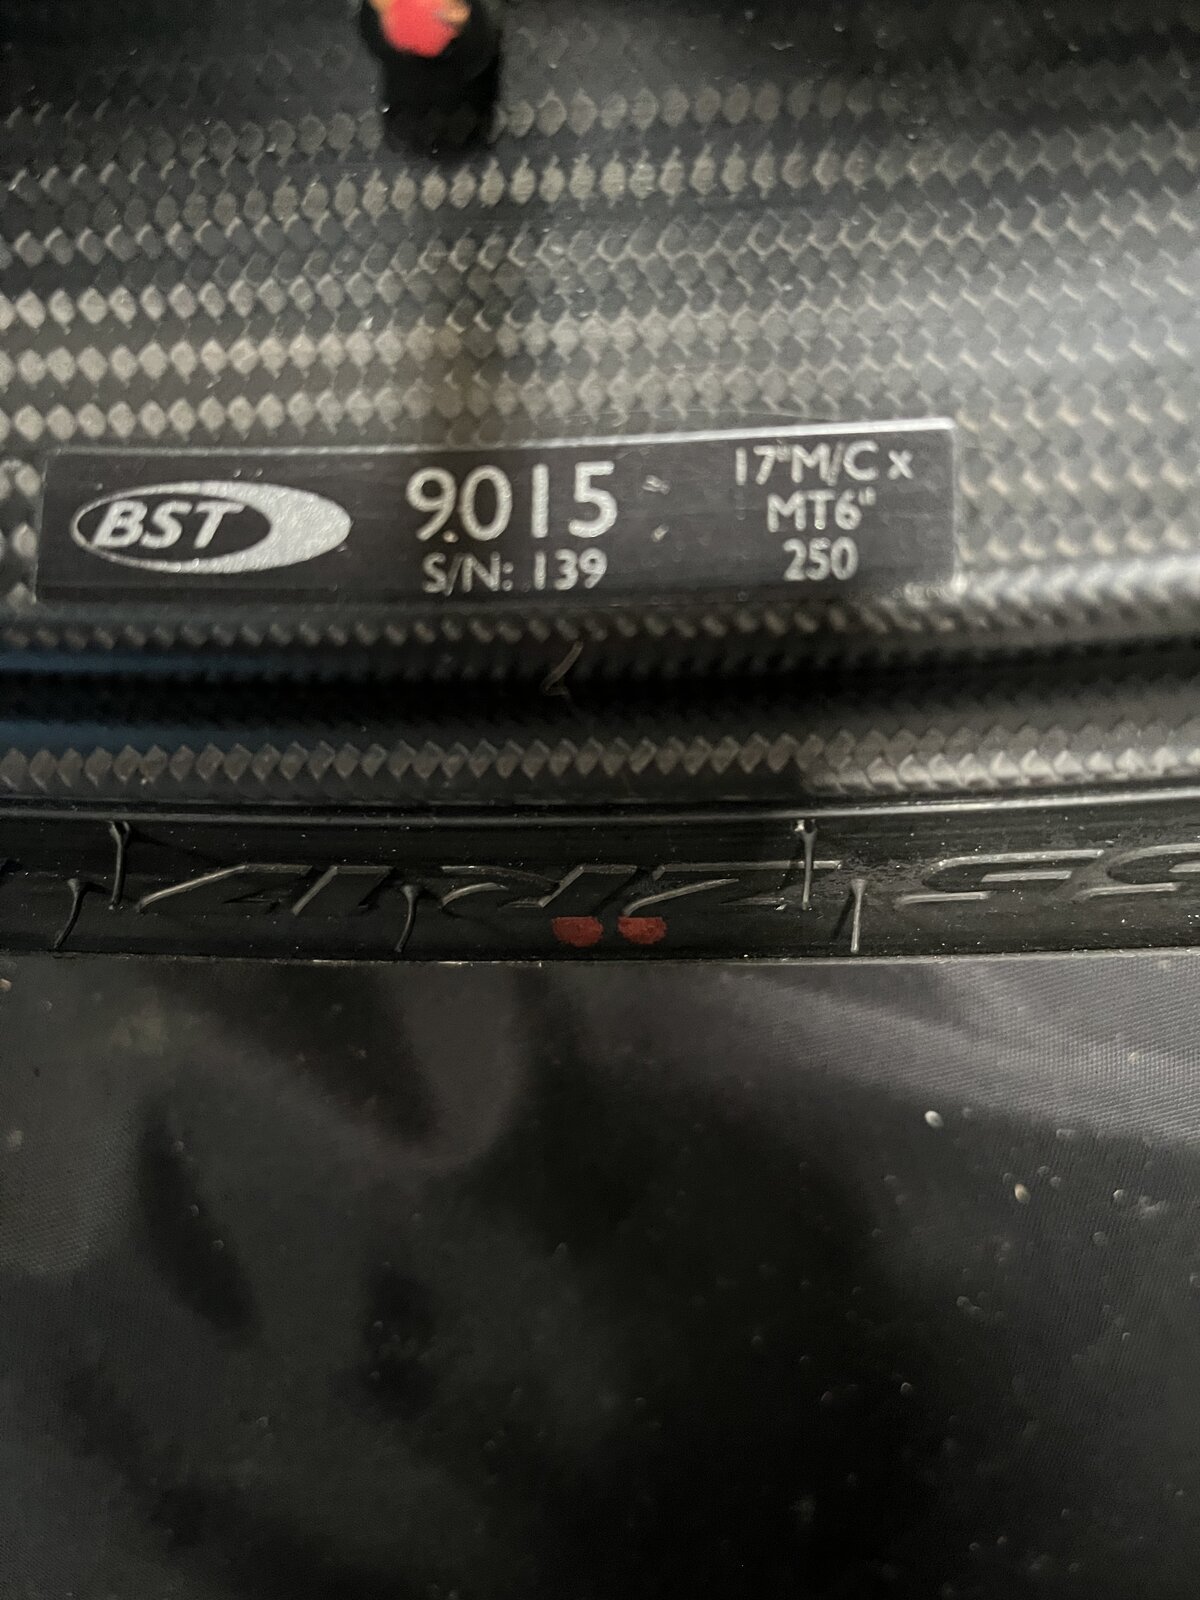 BST
9.015
S/N: 139
17"M/C x
MT6"
250